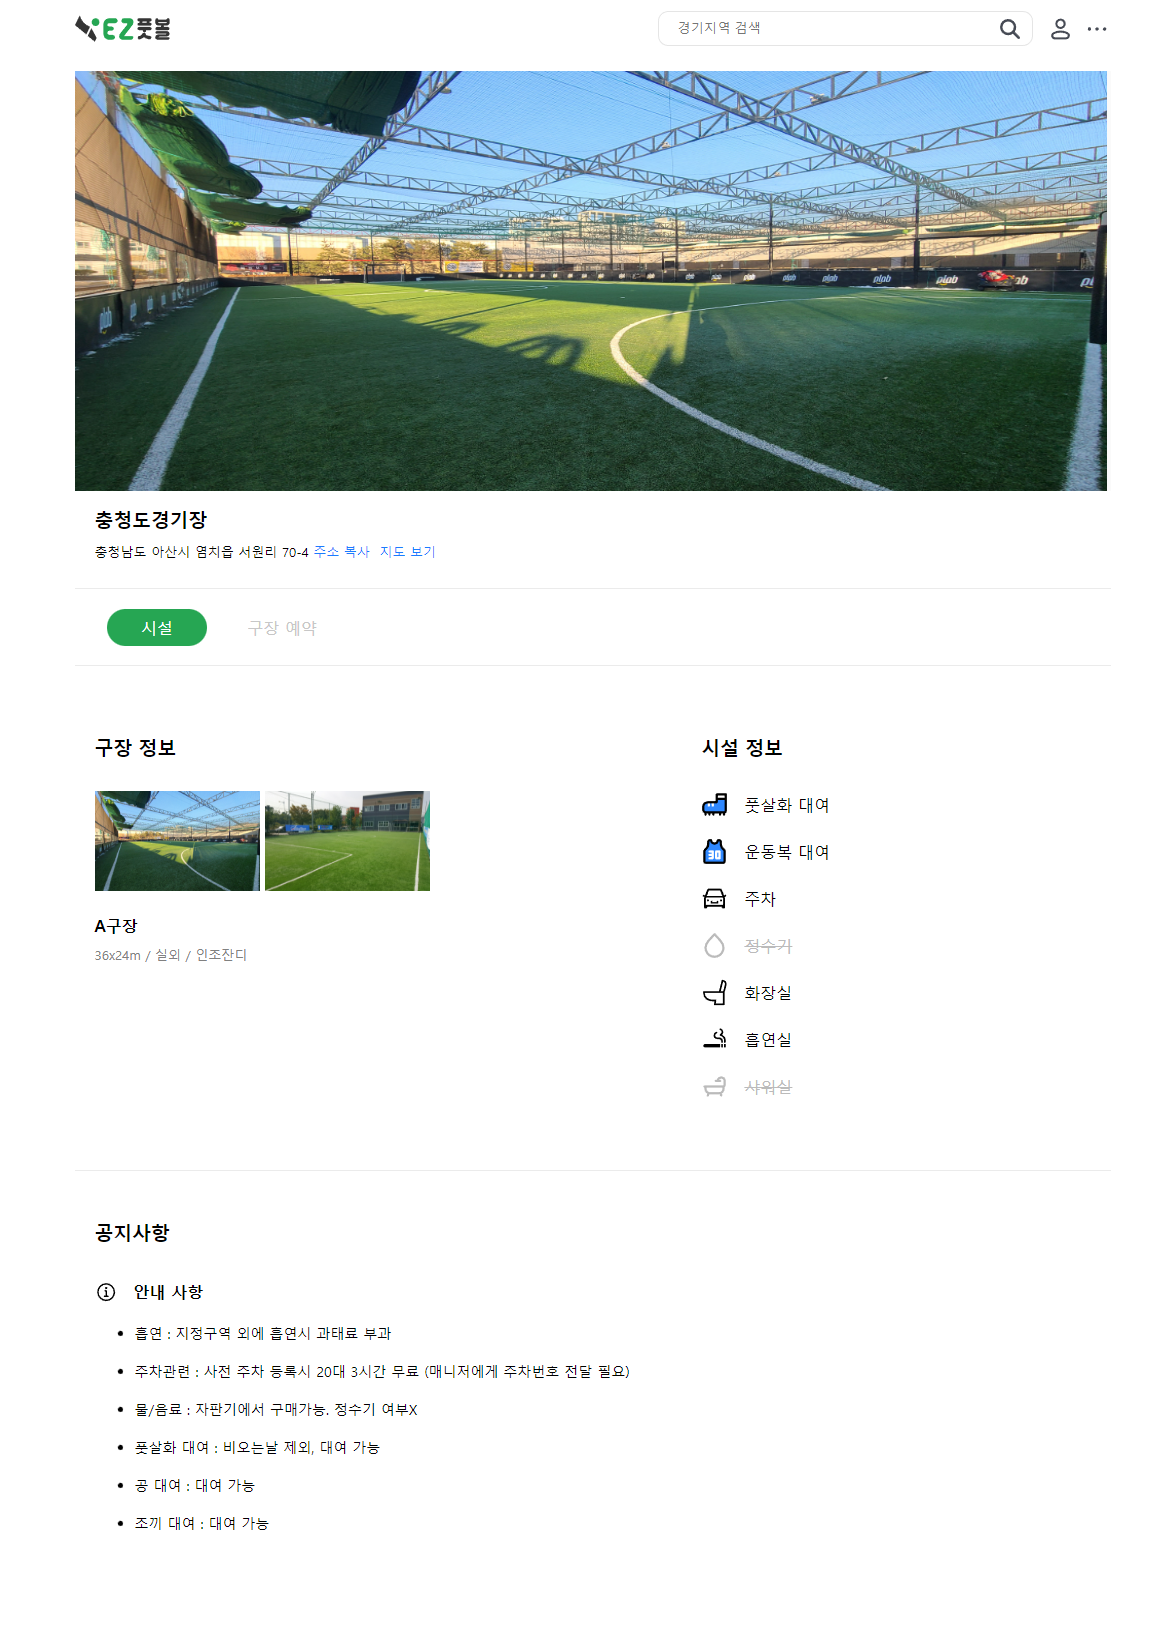 EZ풋볼
경기지역 검색
plab plab plab plab plab
plab
충청도경기장
충청남도 아산시 염치읍 서원리 70-4 주소 복사 지도 보기
시설 구장 예약
구장 정보
A구장
36x24m / 실외 / 인조잔디
시설 정보
풋살화 대여
30
운동복 대여
주차
정수기
화장실
흡연실
샤워실
공지사항
안내 사항
• 흡연 : 지정구역 외에 흡연시 과태료 부과
• 주차관련 : 사전 주차 등록시 20대 3시간 무료 (매니저에게 주차번호 전달 필요)
• 물/음료 : 자판기에서 구매가능. 정수기 여부X
• 풋살화 대여 : 비오는날 제외, 대여 가능
• 공 대여 : 대여 가능
• 조끼 대여 : 대여 가능